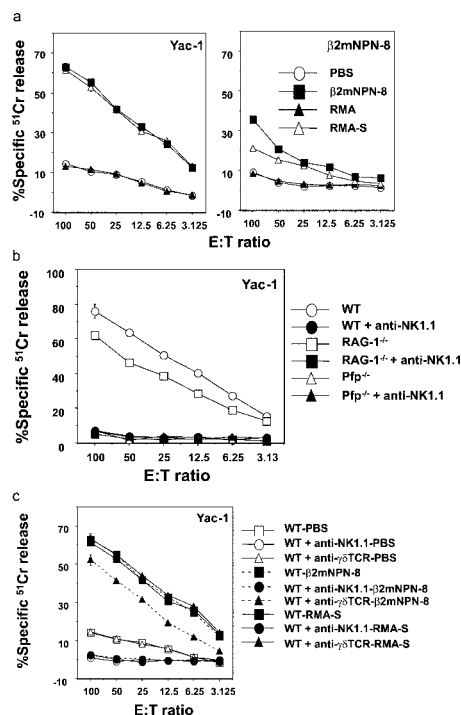 a
Yac-1
β2mNPN-8
PBS
β2mNPN-8
RMA
RMA-S
%Specific ⁵¹Cr release
70
50
30
10
-10
70
50
30
10
-10
100 50 25 12.5 6.25 3.125
100 50 25 12.5 6.25 3.125
E:T ratio
b
Yac-1
%Specific ⁵¹Cr release
100
80
60
40
20
0
100 50 25 12.5 6.25 3.13
E:T ratio
WT
WT + anti-NK1.1
RAG-1⁻/⁻
RAG-1⁻/⁻ + anti-NK1.1
Pfp⁻/⁻
Pfp⁻/⁻ + anti-NK1.1
c
Yac-1
%Specific ⁵¹Cr release
70
50
30
10
-10
100 50 25 12.5 6.25 3.125
E:T ratio
WT-PBS
WT + anti-NK1.1-PBS
WT + anti-γδTCR-PBS
WT-β2mNPN-8
WT + anti-NK1.1-β2mNPN-8
WT + anti-γδTCR-β2mNPN-8
WT-RMA-S
WT + anti-NK1.1-RMA-S
WT + anti-γδTCR-RMA-S